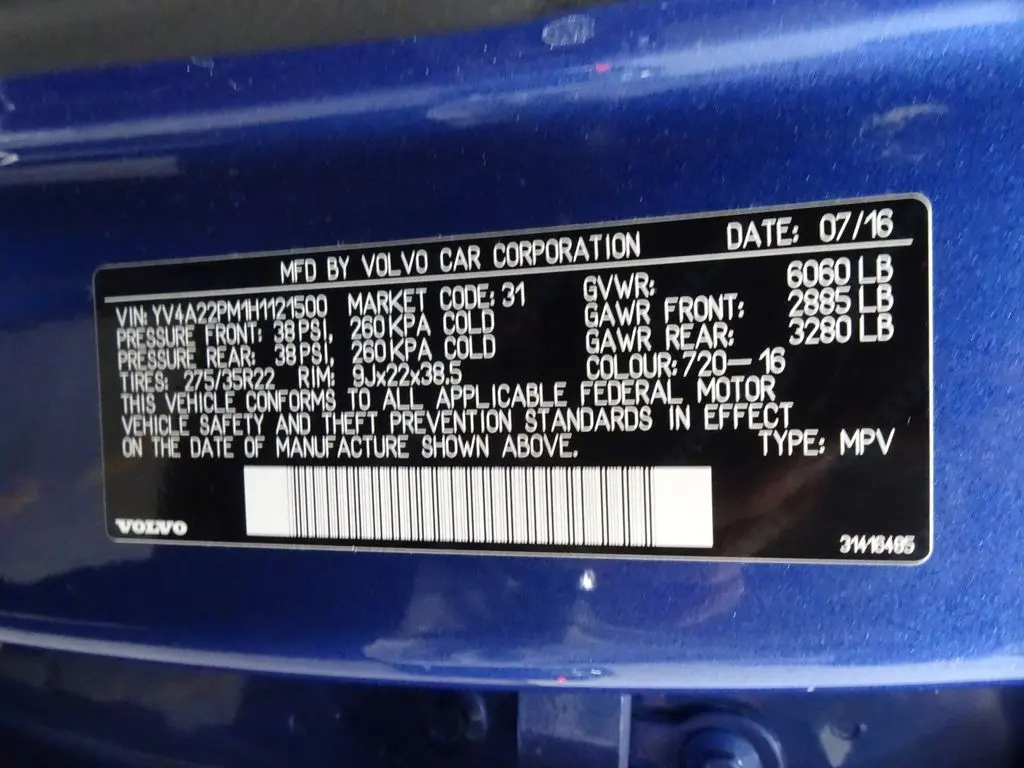 MFD BY VOLVO CAR CORPORATION DATE: 07/16
VIN: YV4A22PM1H1121500 MARKET CODE: 31 GVWR: 6060 LB
PRESSURE FRONT: 38 PSI, 260 KPA COLD GAWR FRONT: 2885 LB
PRESSURE REAR: 38 PSI, 260 KPA COLD GAWR REAR: 3280 LB
TIRES: 275/35R22 RIM: 9Jx22x38.5 COLOUR: 720-16
THIS VEHICLE CONFORMS TO ALL APPLICABLE FEDERAL MOTOR
VEHICLE SAFETY AND THEFT PREVENTION STANDARDS IN EFFECT
ON THE DATE OF MANUFACTURE SHOWN ABOVE. TYPE: MPV
VOLVO
31416485